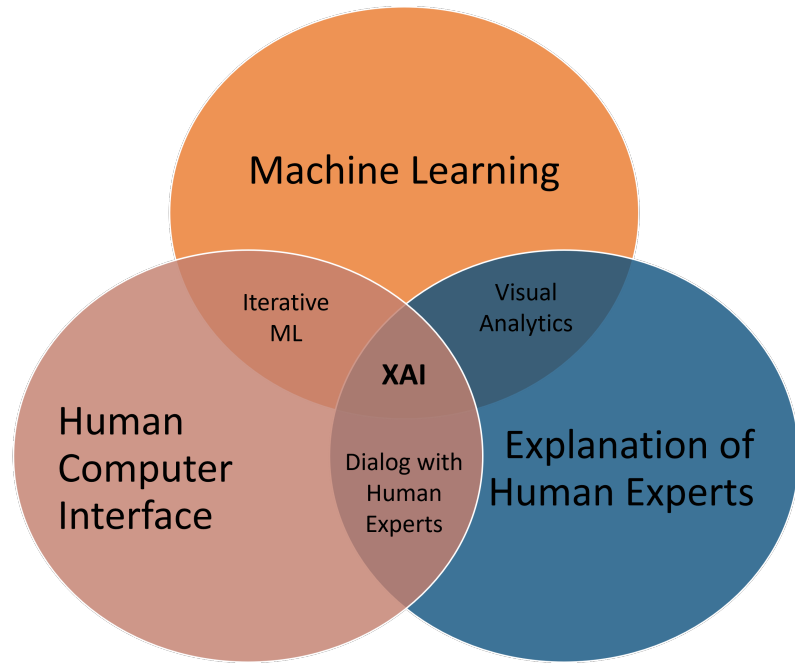 Machine Learning
Iterative
ML
Visual
Analytics
XAI
Human
Computer
Interface
Dialog with
Human
Experts
Explanation of
Human Experts